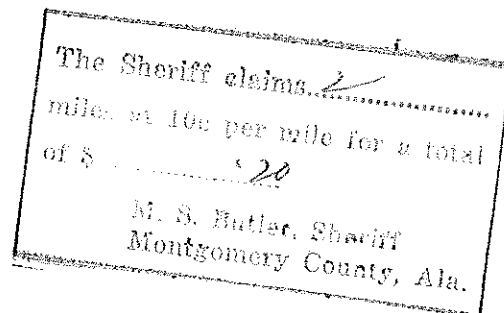 The Sheriff claims 2
miles at 10c per mile for a total
of $ .20
M. S. Butler, Sheriff
Montgomery County, Ala.